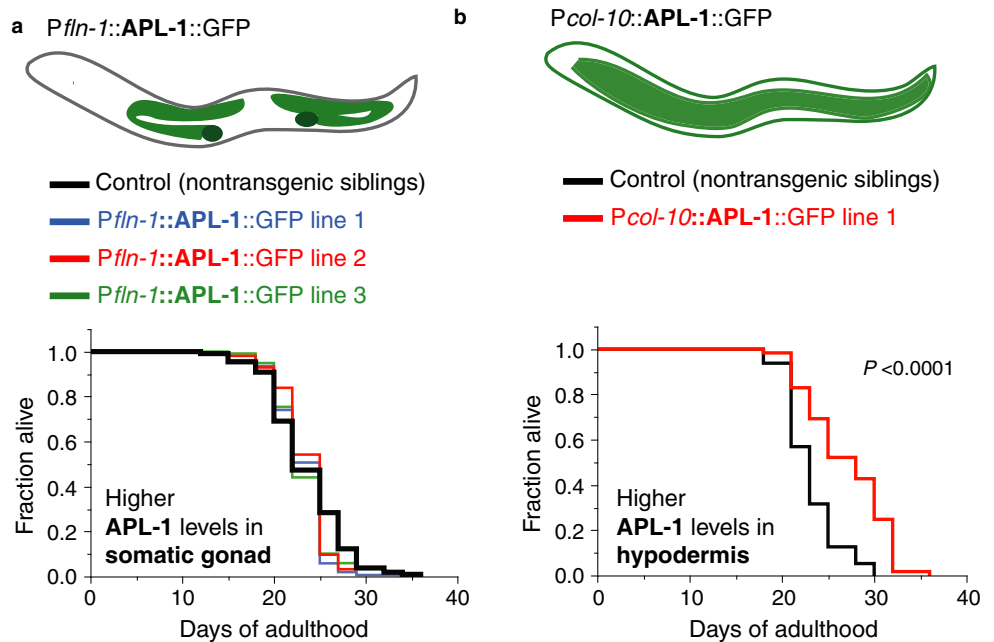 a Pfln-1::APL-1::GFP
Control (nontransgenic siblings)
Pfln-1::APL-1::GFP line 1
Pfln-1::APL-1::GFP line 2
Pfln-1::APL-1::GFP line 3
Fraction alive
1.0
0.8
0.6
0.4
0.2
0.0
Higher
APL-1 levels in
somatic gonad
0 10 20 30 40
Days of adulthood
b Pcol-10::APL-1::GFP
Control (nontransgenic siblings)
Pcol-10::APL-1::GFP line 1
Fraction alive
1.0
0.8
0.6
0.4
0.2
0.0
P <0.0001
Higher
APL-1 levels in
hypodermis
0 10 20 30 40
Days of adulthood